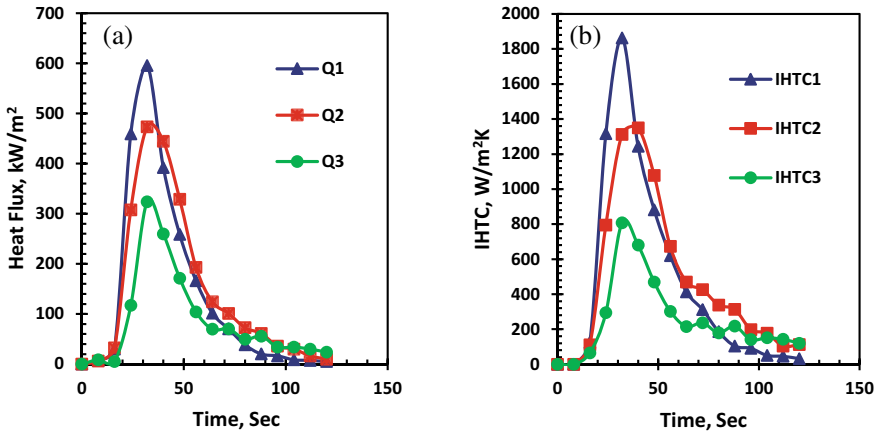 (a)
Heat Flux, kW/m²
700
600
500
400
300
200
100
0
0
50
100
150
Time, Sec
Q1
Q2
Q3
(b)
IHTC, W/m²K
2000
1800
1600
1400
1200
1000
800
600
400
200
0
0
50
100
150
Time, Sec
IHTC1
IHTC2
IHTC3